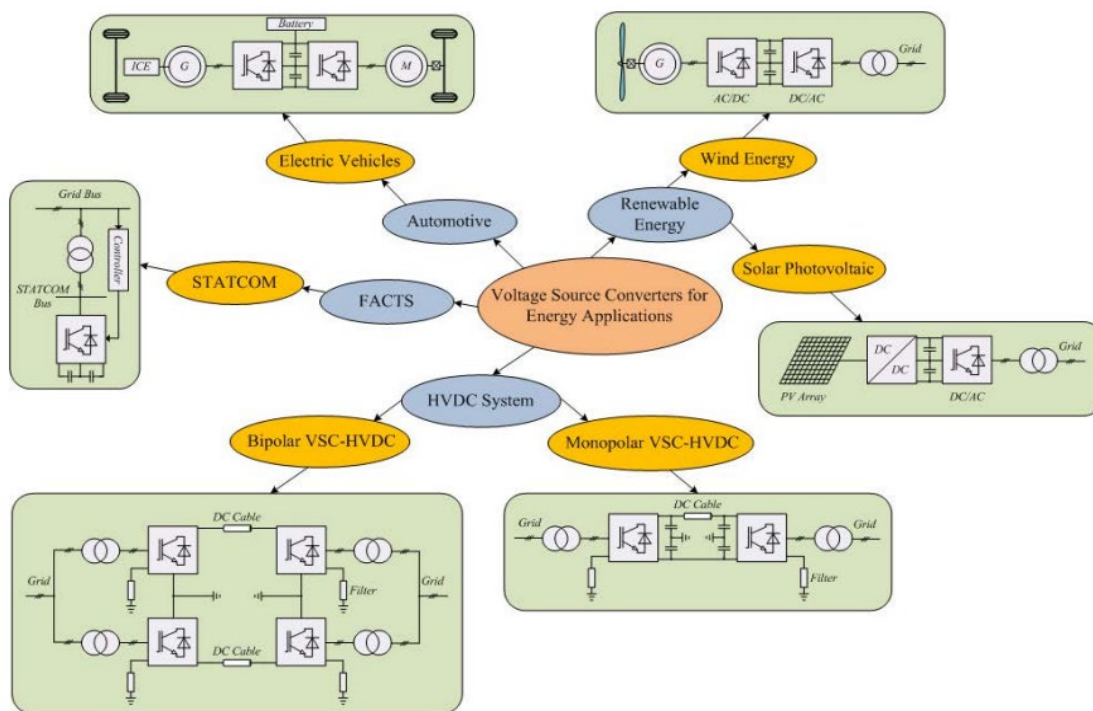 Battery
ICE
G
M
G
AC/DC
DC/AC
Grid
Electric Vehicles
Wind Energy
Automotive
Renewable
Energy
Grid Bus
Controller
STATCOM
Bus
STATCOM
FACTS
Voltage Source Converters for
Energy Applications
Solar Photovoltaic
DC
DC
Grid
PV Array
DC/AC
HVDC System
Bipolar VSC-HVDC
Monopolar VSC-HVDC
DC Cable
Grid
Grid
Filter
DC Cable
DC Cable
Grid
Grid
Filter